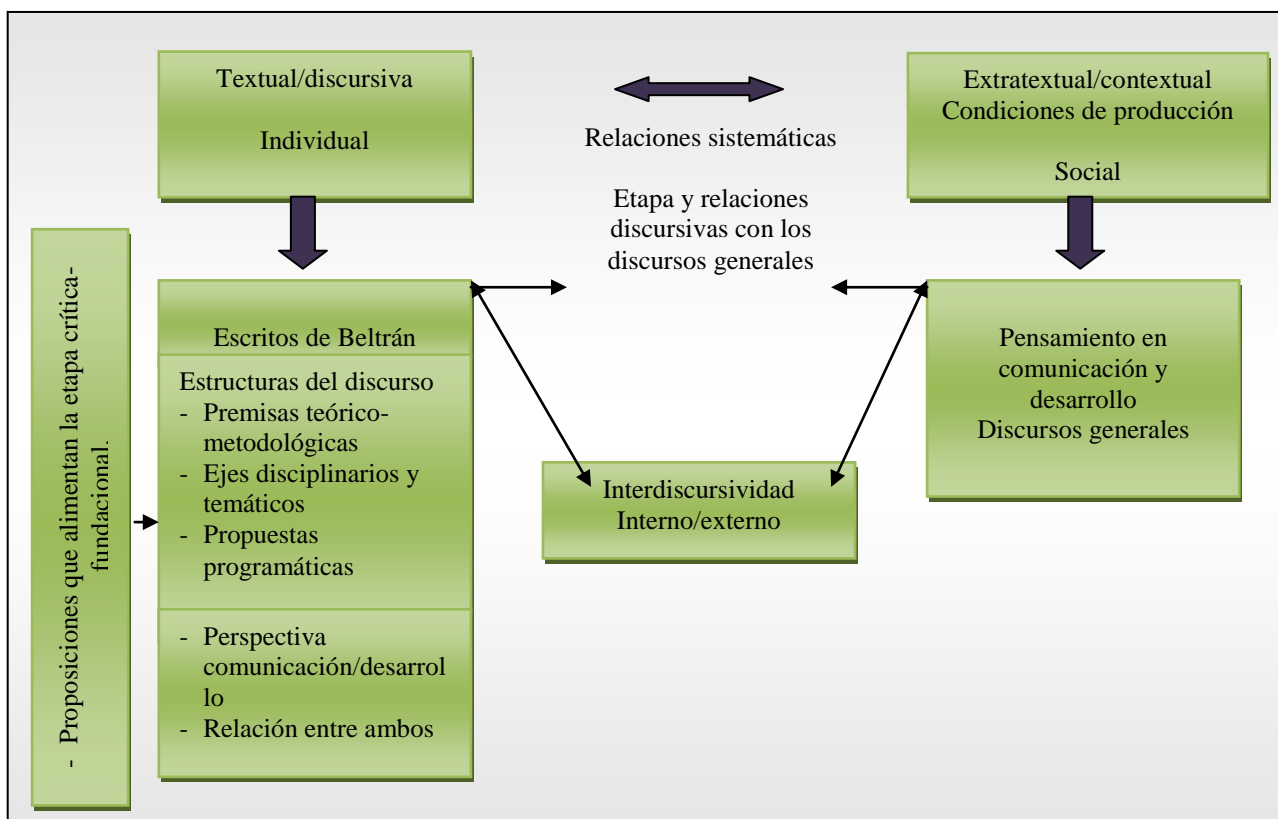 Textual/discursiva
Individual
Relaciones sistemáticas
Etapa y relaciones
discursivas con los
discursos generales
Extratextual/contextual
Condiciones de producción
Social
- Proposiciones que alimentan la etapa crítica-
fundacional.
Escritos de Beltrán
Estructuras del discurso
- Premisas teórico-
metodológicas
- Ejes disciplinarios y
temáticos
- Propuestas
programáticas
- Perspectiva
comunicación/desarrol
lo
- Relación entre ambos
Interdiscursividad
Interno/externo
Pensamiento en
comunicación y
desarrollo
Discursos generales